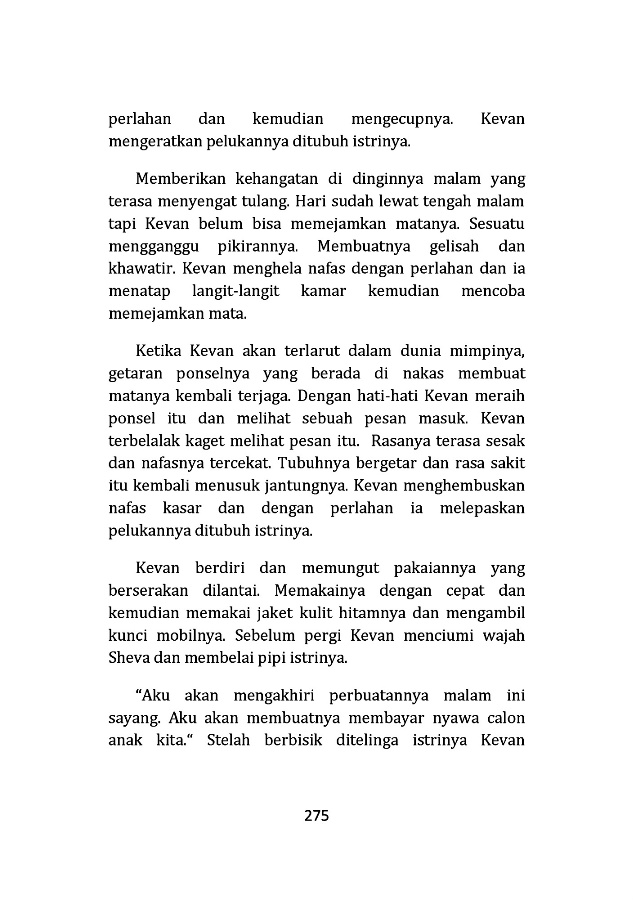 perlahan dan kemudian mengecupnya. Kevan
mengeratkan pelukannya ditubuh istrinya.
Memberikan kehangatan di dinginnya malam yang
terasa menyengat tulang. Hari sudah lewat tengah malam
tapi Kevan belum bisa memejamkan matanya. Sesuatu
mengganggu pikirannya. Membuatnya gelisah dan
khawatir. Kevan menghela nafas dengan perlahan dan ia
menatap langit-langit kamar kemudian mencoba
memejamkan mata.
Ketika Kevan akan terlarut dalam dunia mimpinya,
getaran ponselnya yang berada di nakas membuat
matanya kembali terjaga. Dengan hati-hati Kevan meraih
ponsel itu dan melihat sebuah pesan masuk. Kevan
terbelalak kaget melihat pesan itu.  Rasanya terasa sesak
dan nafasnya tercekat. Tubuhnya bergetar dan rasa sakit
itu kembali menusuk jantungnya. Kevan menghembuskan
nafas kasar dan dengan perlahan ia melepaskan
pelukannya ditubuh istrinya.
Kevan berdiri dan memungut pakaiannya yang
berserakan dilantai. Memakainya dengan cepat dan
kemudian memakai jaket kulit hitamnya dan mengambil
kunci mobilnya. Sebelum pergi Kevan menciumi wajah
Sheva dan membelai pipi istrinya.
“Aku akan mengakhiri perbuatannya malam ini
sayang. Aku akan membuatnya membayar nyawa calon
anak kita.“ Stelah berbisik ditelinga istrinya Kevan
275